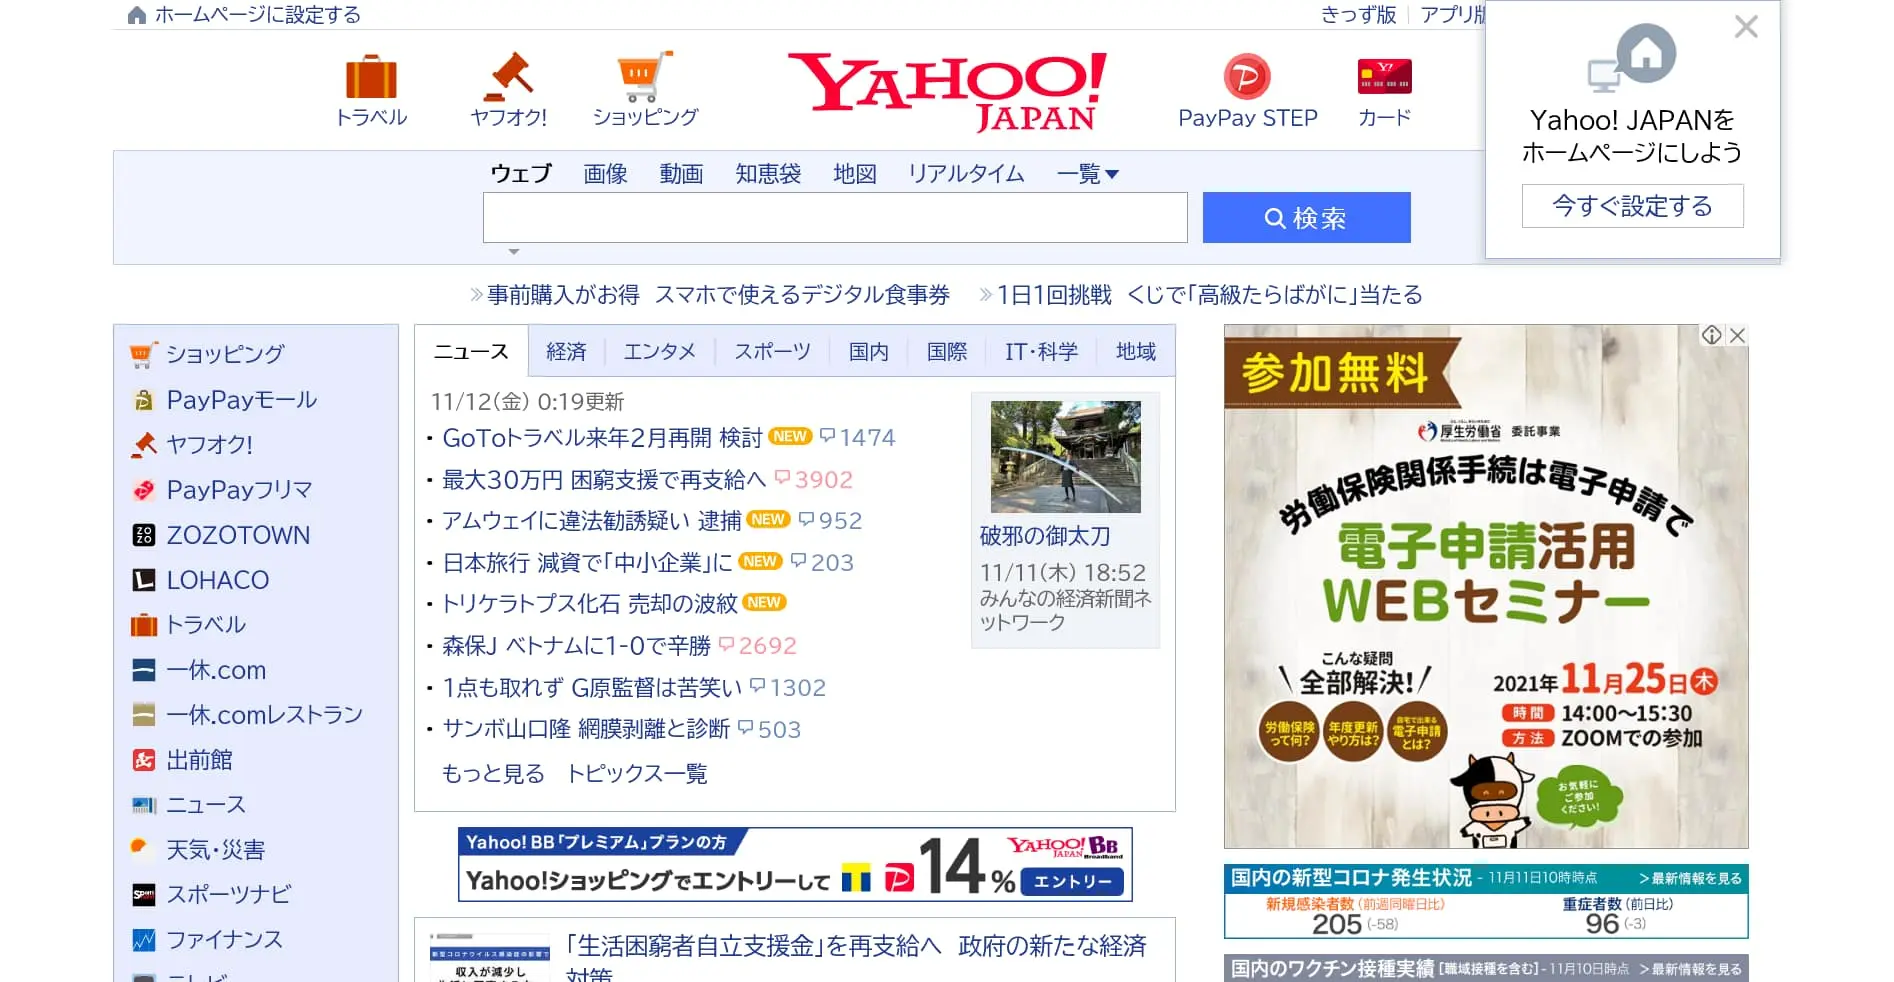 ホームページに設定する
きっず版 アプリ版
トラベル ヤフオク! ショッピング
YAHOO!
JAPAN
PayPay STEP カード
Yahoo! JAPANを
ホームページにしよう
今すぐ設定する
ウェブ 画像 動画 知恵袋 地図 リアルタイム 一覧▼
検索
事前購入がお得 スマホで使えるデジタル食事券 1日1回挑戦 くじで「高級たらばがに」当たる
ショッピング
PayPayモール
ヤフオク!
PayPayフリマ
ZOZOTOWN
LOHACO
トラベル
一休.com
一休.comレストラン
出前館
ニュース
天気・災害
スポーツナビ
ファイナンス
テレビ
ニュース 経済 エンタメ スポーツ 国内 国際 IT・科学 地域
11/12(金) 0:19更新
・GoToトラベル来年2月再開 検討 NEW 1474
・最大30万円 困窮支援で再支給へ 3902
・アムウェイに違法勧誘疑い 逮捕 NEW 952
・日本旅行 減資で「中小企業」に NEW 203
・トリケラトプス化石 売却の波紋 NEW
・森保J ベトナムに1-0で辛勝 2692
・1点も取れず G原監督は苦笑い 1302
・サンボ山口隆 網膜剥離と診断 503
もっと見る トピックス一覧
破邪の御太刀
11/11(木) 18:52
みんなの経済新聞ネ
ットワーク
Yahoo! BB「プレミアム」プランの方
Yahoo!ショッピングでエントリーして T P 14%
YAHOO! JAPAN BB Broadband
エントリー
「生活困窮者自立支援金」を再支給へ 政府の新たな経済
対策
新型コロナウイルス感染症の影響で
収入が減少し
参加無料
厚生労働省 委託事業
労働保険関係手続は電子申請で
電子申請活用
WEBセミナー
こんな疑問
全部解決!
労働保険
って何?
年度更新
やり方は?
自宅で出来る
電子申請
とは?
2021年11月25日木
時間 14:00〜15:30
方法 ZOOMでの参加
お気軽に
ご参加
ください!
国内の新型コロナ発生状況 - 11月11日10時時点 >最新情報を見る
新規感染者数(前週同曜日比) 重症者数(前日比)
205(-58) 96(-3)
国内のワクチン接種実績[職域接種を含む]- 11月10日時点 >最新情報を見る